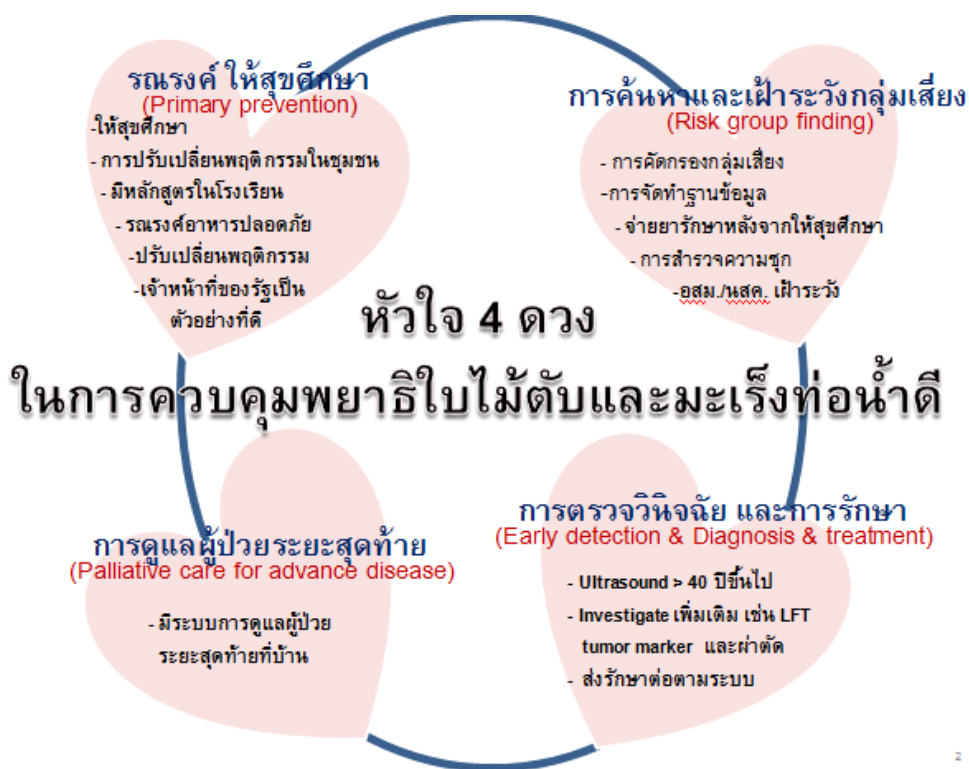 รณรงค์ ให้สุขศึกษา
(Primary prevention)
-ให้สุขศึกษา
- การปรับเปลี่ยนพฤติกรรมในชุมชน
- มีหลักสูตรในโรงเรียน
- รณรงค์อาหารปลอดภัย
-ปรับเปลี่ยนพฤติกรรม
-เจ้าหน้าที่ของรัฐเป็น
ตัวอย่างที่ดี
การค้นหาและเฝ้าระวังกลุ่มเสี่ยง
(Risk group finding)
- การคัดกรองกลุ่มเสี่ยง
-การจัดทำฐานข้อมูล
- จ่ายยารักษาหลังจากให้สุขศึกษา
- การสำรวจความชุก
-อสม./นสค. เฝ้าระวัง
หัวใจ 4 ดวง
ในการควบคุมพยาธิใบไม้ตับและมะเร็งท่อน้ำดี
การดูแลผู้ป่วยระยะสุดท้าย
(Palliative care for advance disease)
- มีระบบการดูแลผู้ป่วย
ระยะสุดท้ายที่บ้าน
การตรวจวินิจฉัย และการรักษา
(Early detection & Diagnosis & treatment)
- Ultrasound > 40 ปีขึ้นไป
- Investigate เพิ่มเติม เช่น LFT
tumor marker และผ่าตัด
- ส่งรักษาต่อตามระบบ
2